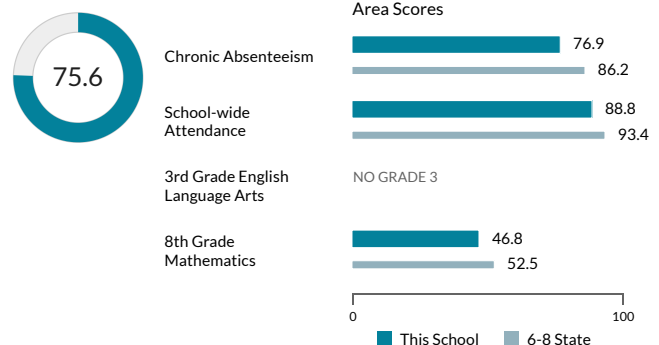 Area Scores
75.6
Chronic Absenteeism
76.9
86.2
School-wide
Attendance
88.8
93.4
3rd Grade English
Language Arts
NO GRADE 3
8th Grade
Mathematics
46.8
52.5
0
100
This School
6-8 State